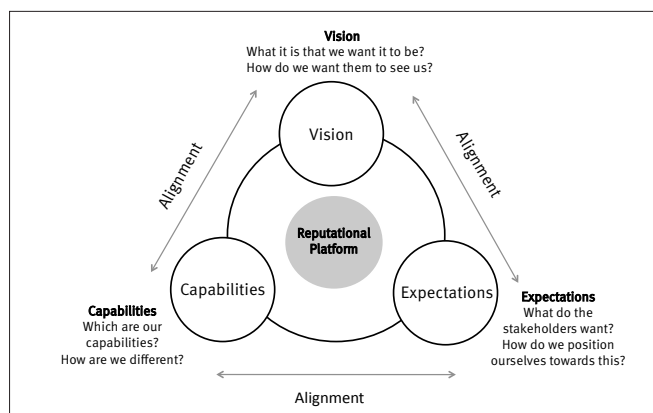 Vision
What it is that we want it to be?
How do we want them to see us?
Alignment
Alignment
Vision
Reputational
Platform
Capabilities
Expectations
Capabilities
Which are our
capabilities?
How are we different?
Expectations
What do the
stakeholders want?
How do we position
ourselves towards this?
Alignment